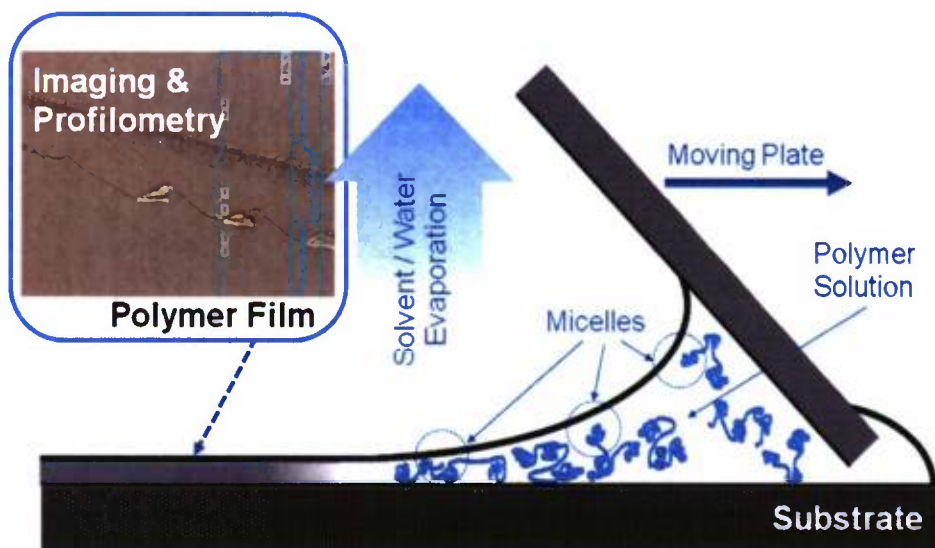 Imaging &
Profilometry
Polymer Film
Solvent / Water
Evaporation
Moving Plate
Polymer
Solution
Micelles
Substrate